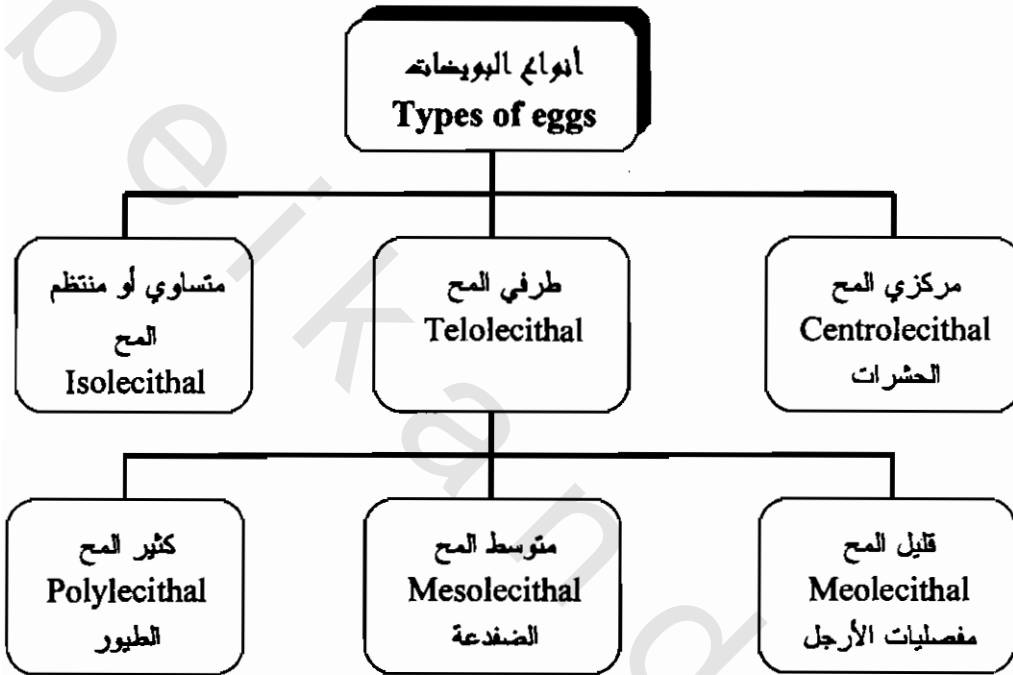 أنواع البويضات
Types of eggs
مركزي المح
Centrolecithal
الحشرات
طرفي المح
Telolecithal
متساوي أو منتظم
المح
Isolecithal
قليل المح
Meolecithal
مفصليات الأرجل
متوسط المح
Mesolecithal
الضفدعة
كثير المح
Polylecithal
الطيور
p e i k a n d